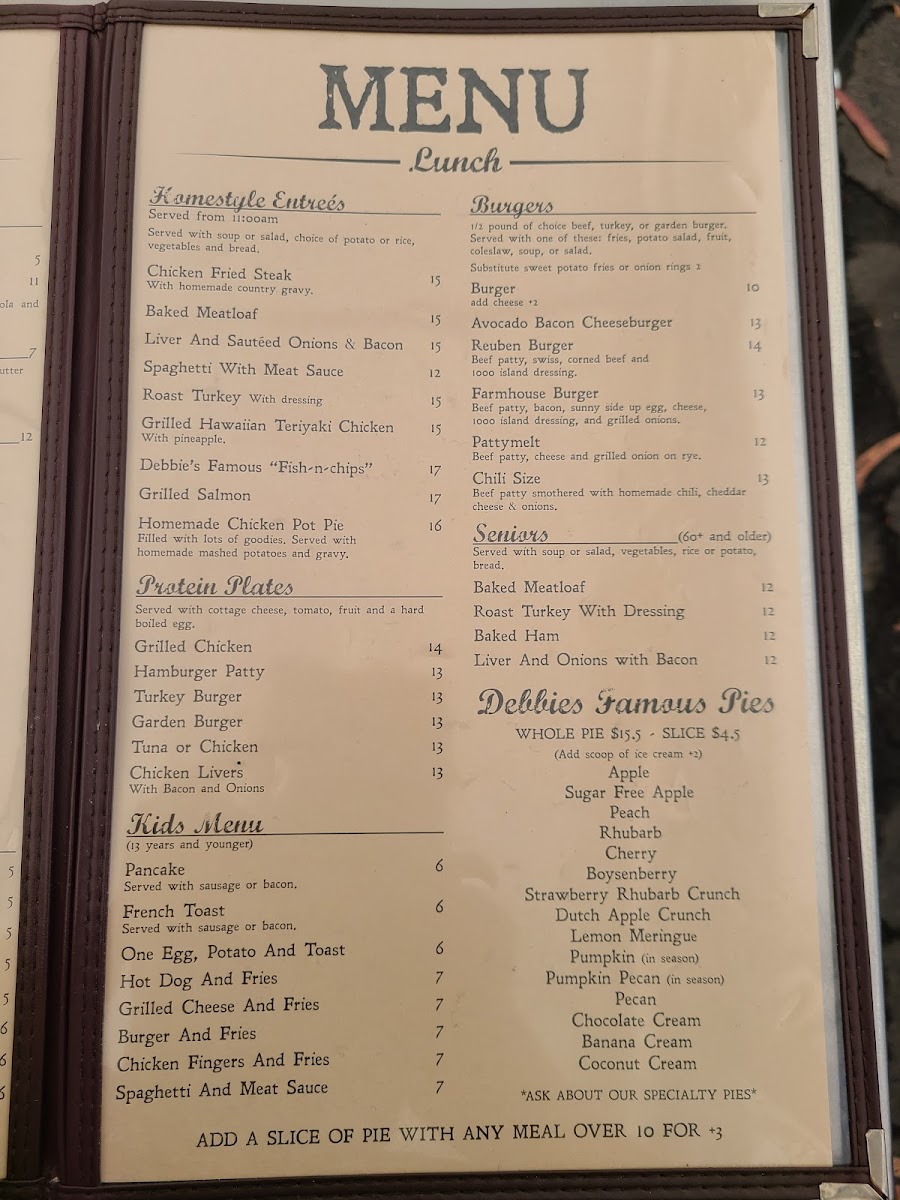 5
11
ola and
7
utter
12
5
5
5
5
5
6
6
6
MENU
Lunch
Homestyle Entreés
Served from 11:00am
Served with soup or salad, choice of potato or rice,
vegetables and bread.
Chicken Fried Steak 15
With homemade country gravy.
Baked Meatloaf 15
Liver And Sautéed Onions & Bacon 15
Spaghetti With Meat Sauce 12
Roast Turkey With dressing 15
Grilled Hawaiian Teriyaki Chicken 15
With pineapple.
Debbie's Famous "Fish-n-chips" 17
Grilled Salmon 17
Homemade Chicken Pot Pie 16
Filled with lots of goodies. Served with
homemade mashed potatoes and gravy.
Protein Plates
Served with cottage cheese, tomato, fruit and a hard
boiled egg.
Grilled Chicken 14
Hamburger Patty 13
Turkey Burger 13
Garden Burger 13
Tuna or Chicken 13
Chicken Livers 13
With Bacon and Onions
Kids Menu
(13 years and younger)
Pancake 6
Served with sausage or bacon.
French Toast 6
Served with sausage or bacon.
One Egg, Potato And Toast 6
Hot Dog And Fries 7
Grilled Cheese And Fries 7
Burger And Fries 7
Chicken Fingers And Fries 7
Spaghetti And Meat Sauce 7
Burgers
1/2 pound of choice beef, turkey, or garden burger.
Served with one of these: fries, potato salad, fruit,
coleslaw, soup, or salad.
Substitute sweet potato fries or onion rings 2
Burger 10
add cheese +2
Avocado Bacon Cheeseburger 13
Reuben Burger 14
Beef patty, swiss, corned beef and
1000 island dressing.
Farmhouse Burger 13
Beef patty, bacon, sunny side up egg, cheese,
1000 island dressing, and grilled onions.
Pattymelt 12
Beef patty, cheese and grilled onion on rye.
Chili Size 13
Beef patty smothered with homemade chili, cheddar
cheese & onions.
Seniors (60+ and older)
Served with soup or salad, vegetables, rice or potato,
bread.
Baked Meatloaf 12
Roast Turkey With Dressing 12
Baked Ham 12
Liver And Onions with Bacon 12
Debbies Famous Pies
WHOLE PIE $15.5 - SLICE $4.5
(Add scoop of ice cream +2)
Apple
Sugar Free Apple
Peach
Rhubarb
Cherry
Boysenberry
Strawberry Rhubarb Crunch
Dutch Apple Crunch
Lemon Meringue
Pumpkin (in season)
Pumpkin Pecan (in season)
Pecan
Chocolate Cream
Banana Cream
Coconut Cream
*ASK ABOUT OUR SPECIALTY PIES*
ADD A SLICE OF PIE WITH ANY MEAL OVER 10 FOR +3